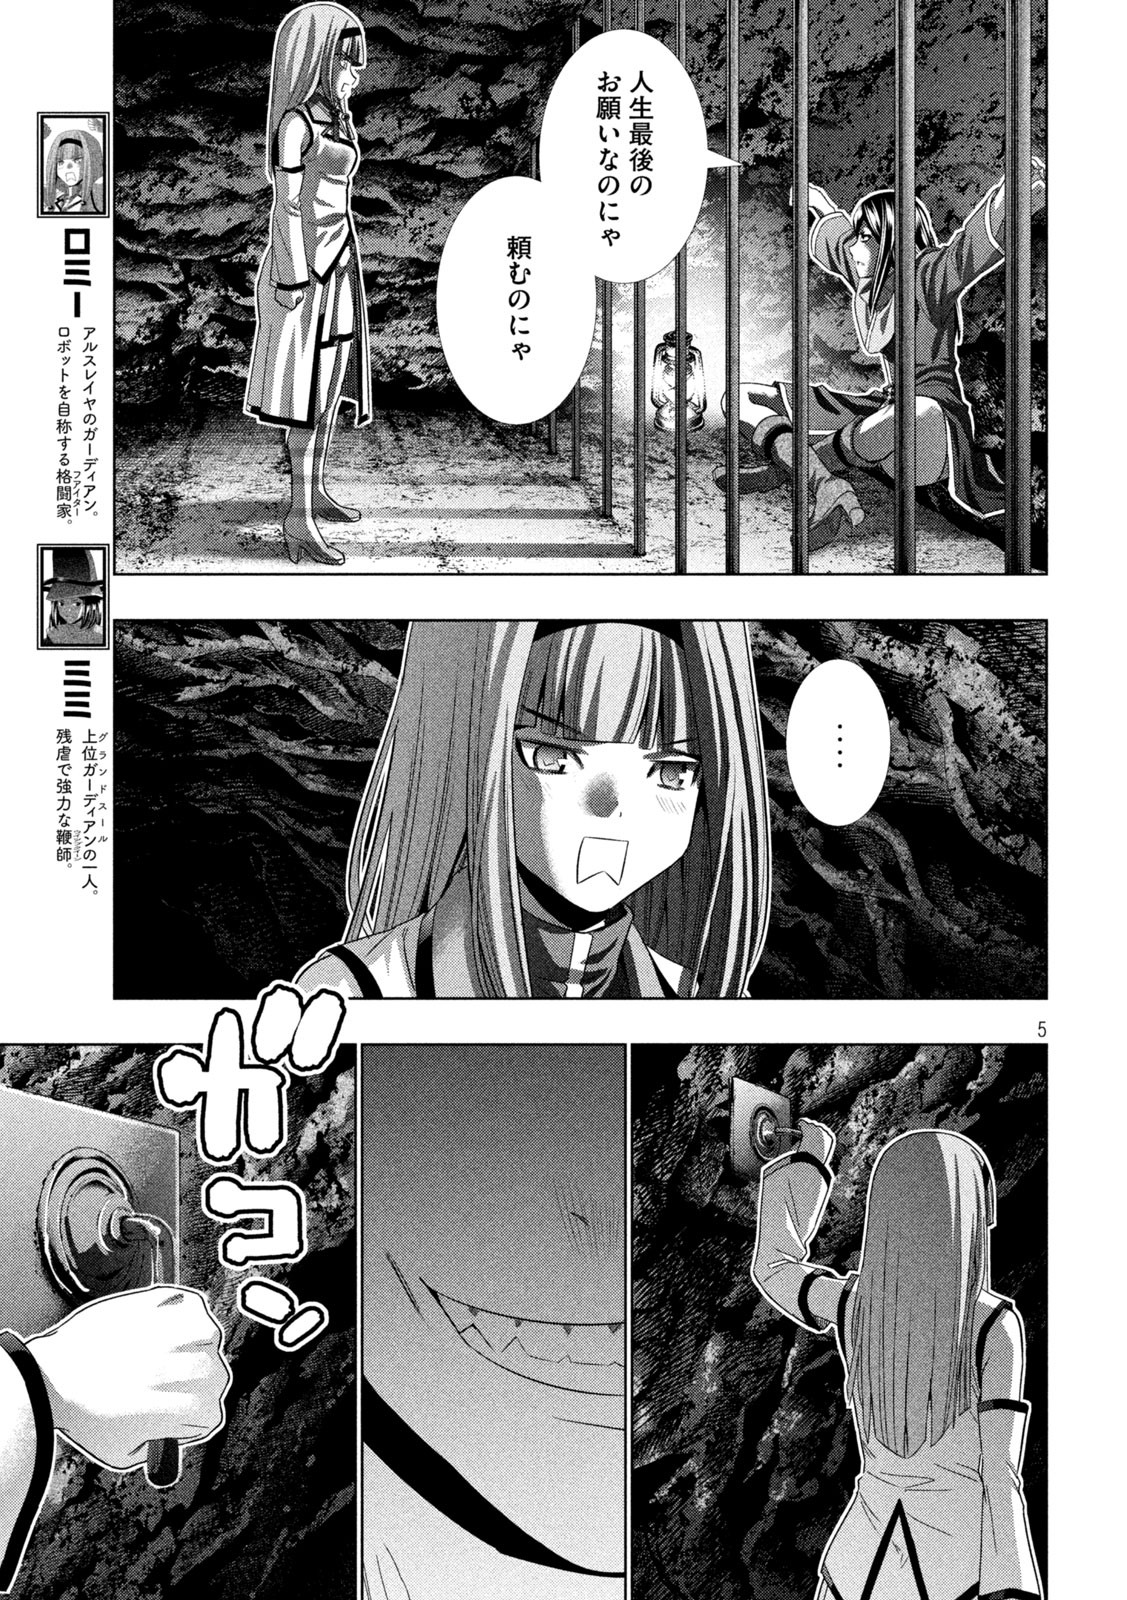 人生最後の
お願いなのにゃ
頼むのにゃ
ロミー
アルスレイヤのガーディアン。
ロボットを自称する格闘家。
ファイター
ミミ
グランドスール
上位ガーディアンの一人。
残虐で強力な鞭師。
…
5
ガコン